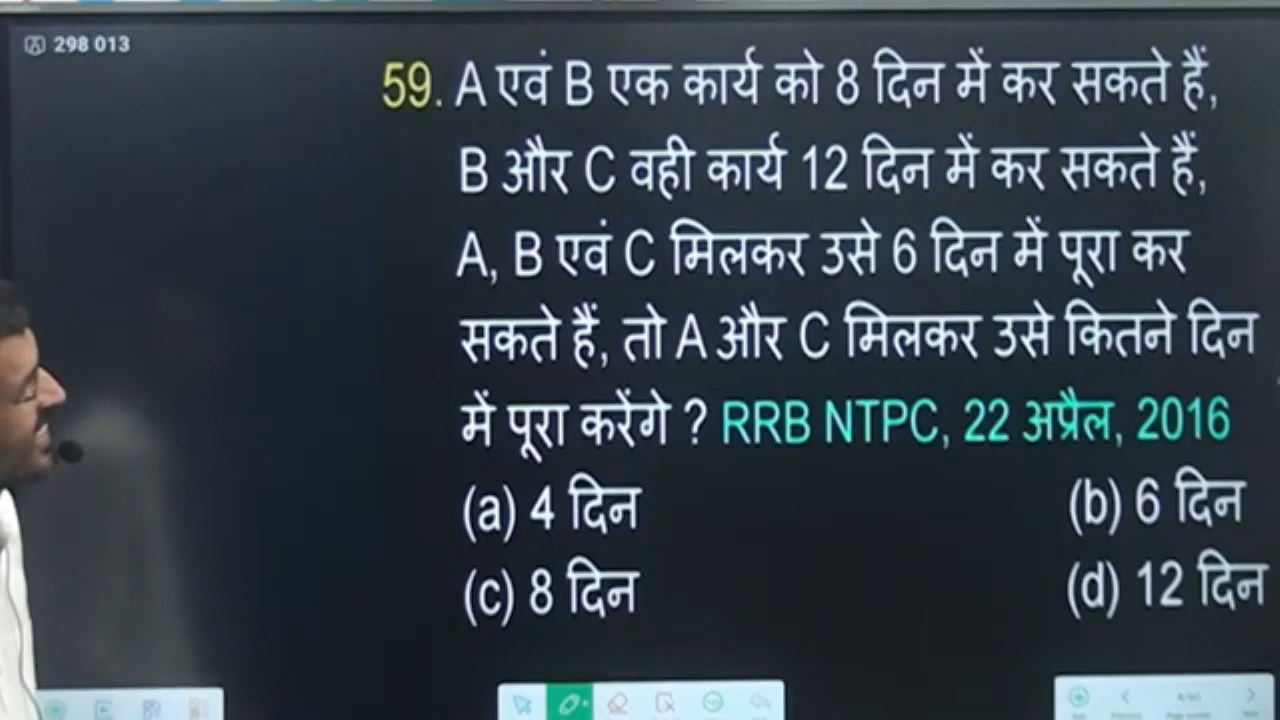 298 013
59. A एवं B एक कार्य को 8 दिन में कर सकते हैं,
B और C वही कार्य 12 दिन में कर सकते हैं,
A, B एवं C मिलकर उसे 6 दिन में पूरा कर
सकते हैं, तो A और C मिलकर उसे कितने दिन
में पूरा करेंगे ? RRB NTPC, 22 अप्रैल, 2016
(a) 4 दिन (b) 6 दिन
(c) 8 दिन (d) 12 दिन